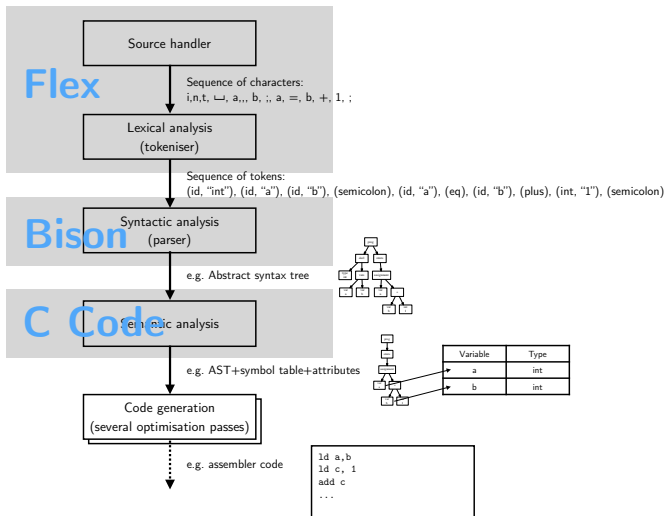 Source handler
Flex
Sequence of characters:
i,n,t, ⌴, a,,, b, ;, a, =, b, +, 1, ;
Lexical analysis
(tokeniser)
Sequence of tokens:
(id, “int”), (id, “a”), (id, “b”), (semicolon), (id, “a”), (eq), (id, “b”), (plus), (int, “1”), (semicolon)
Bison
Syntactic analysis
(parser)
e.g. Abstract syntax tree
C Code
Semantic analysis
e.g. AST+symbol table+attributes
Variable Type
a int
b int
Code generation
(several optimisation passes)
e.g. assembler code
ld a,b
ld c, 1
add c
...